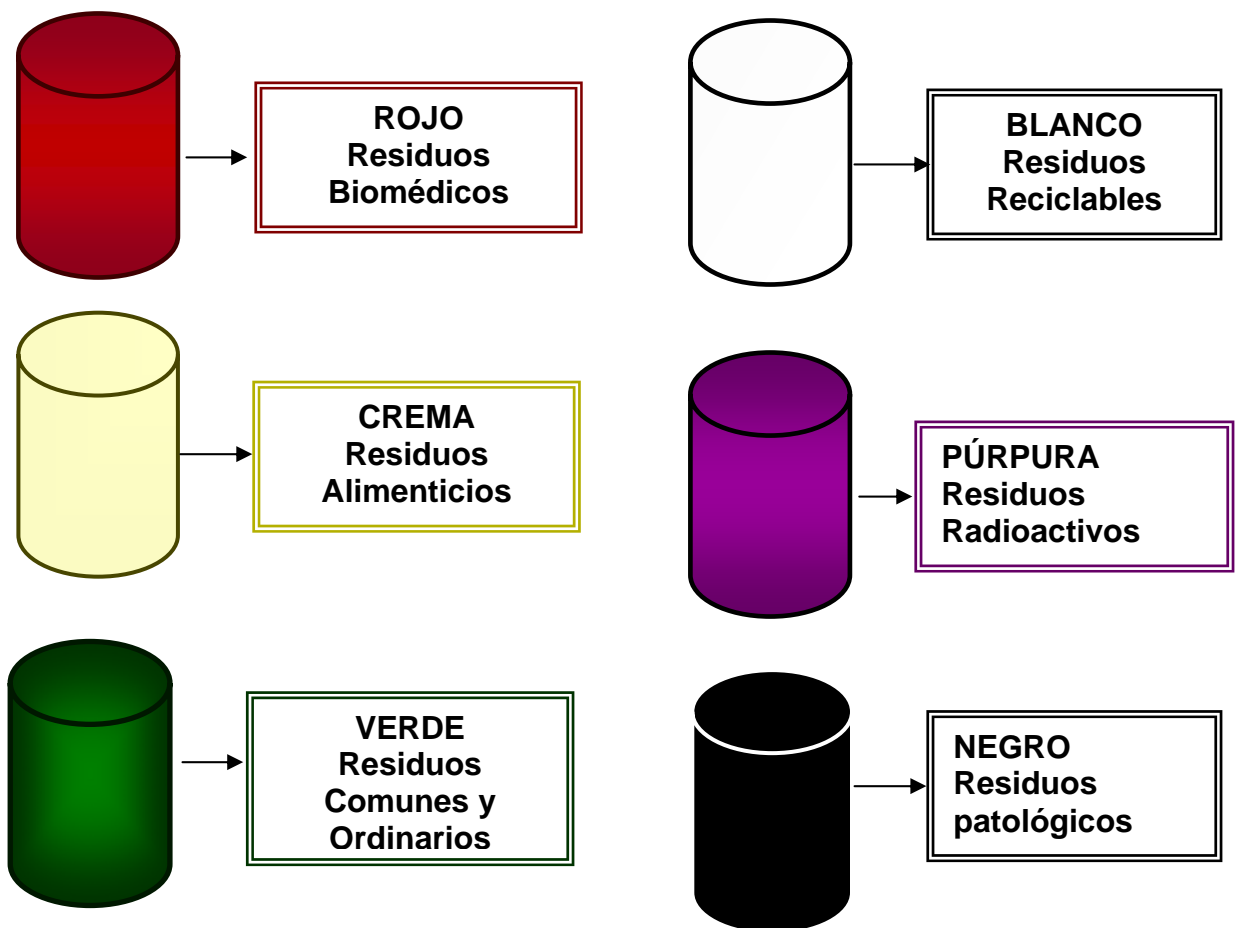 ROJO
Residuos
Biomédicos
BLANCO
Residuos
Reciclables
CREMA
Residuos
Alimenticios
PÚRPURA
Residuos
Radioactivos
VERDE
Residuos
Comunes y
Ordinarios
NEGRO
Residuos
patológicos